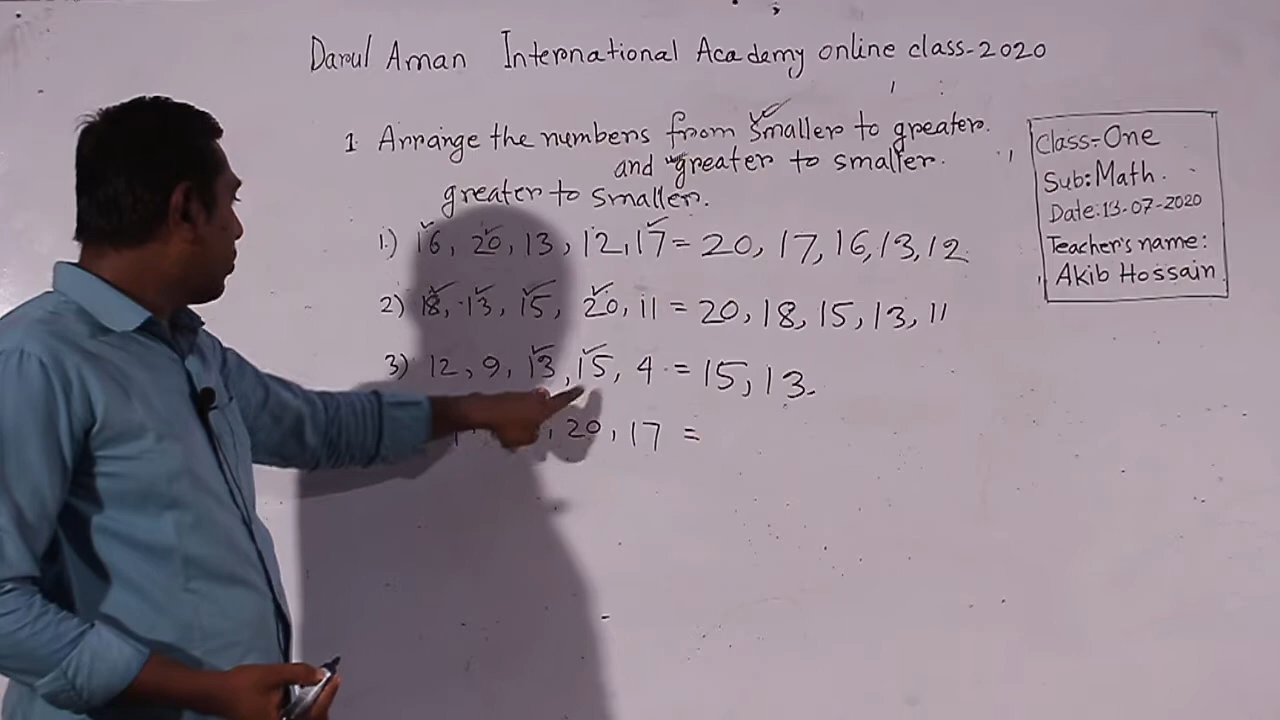 Darul Aman International Academy online class-2020
1. Arrange the numbers from smaller to greater.
and greater to smaller.
greater to smaller.
1.) 16, 20, 13, 12, 17 = 20, 17, 16, 13, 12
2) 18, 13, 15, 20, 11 = 20, 18, 15, 13, 11
3) 12, 9, 13, 15, 4 = 15, 13.
, 20, 17 =
Class-One
Sub: Math.
Date: 13-07-2020
Teacher's name:
Akib Hossain